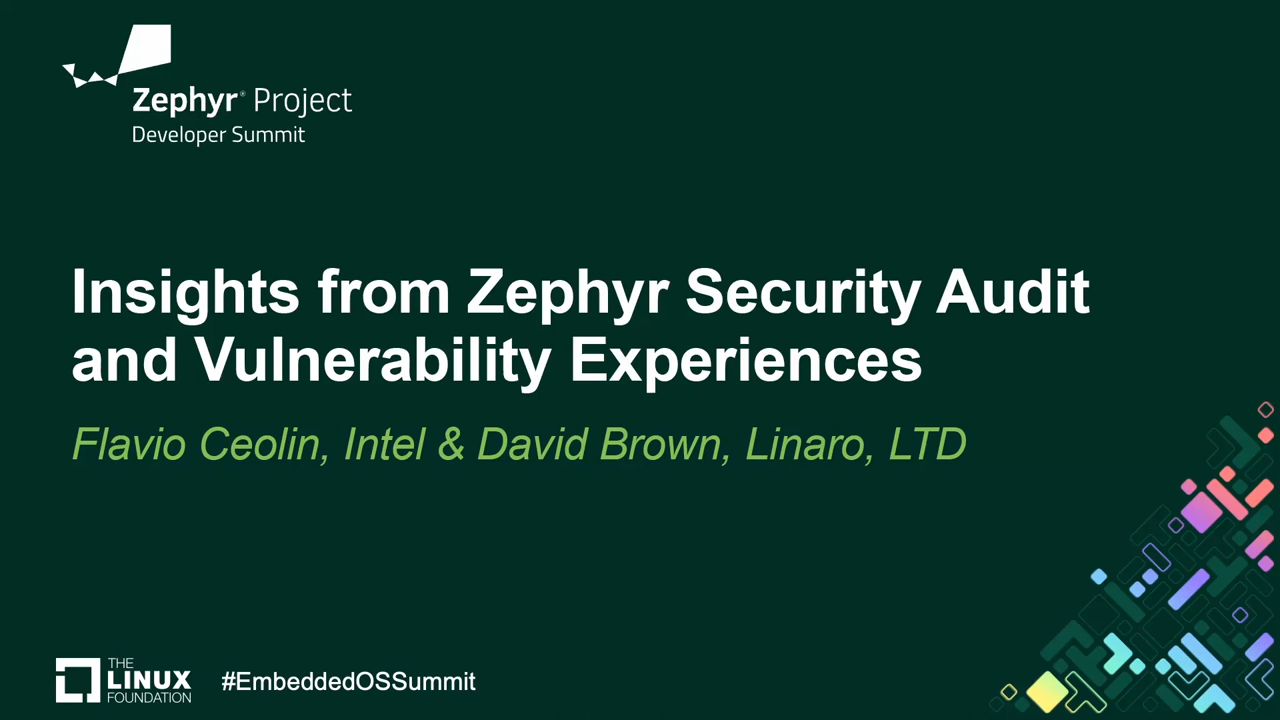 Zephyr® Project
Developer Summit
Insights from Zephyr Security Audit
and Vulnerability Experiences
Flavio Ceolin, Intel & David Brown, Linaro, LTD
THE
LINUX
FOUNDATION
#EmbeddedOSSummit